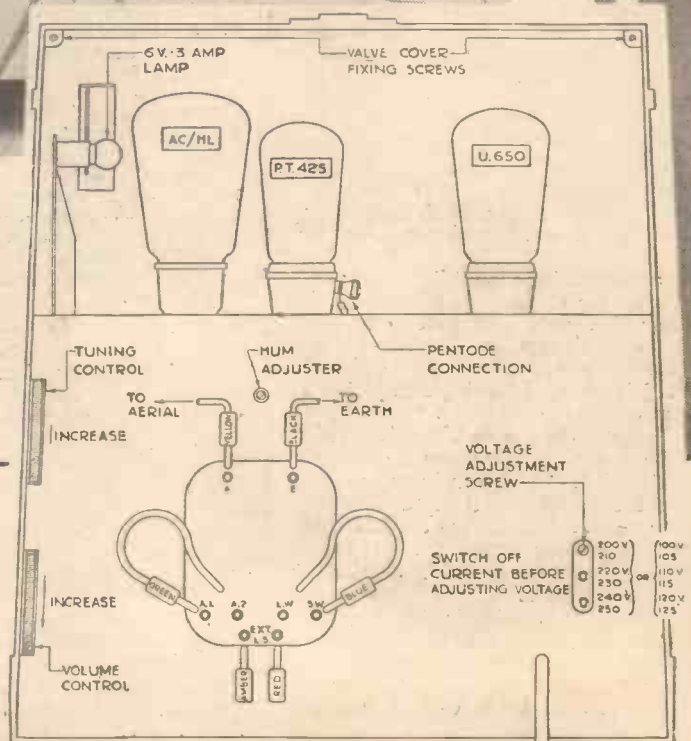 6V.·3 AMP
LAMP
VALVE COVER
FIXING SCREWS
AC/HL
P.T.425
U.650
TUNING
CONTROL
HUM
ADJUSTER
PENTODE
CONNECTION
TO
AERIAL
TO
EARTH
YELLOW
BLACK
INCREASE
A
E
VOLTAGE
ADJUSTMENT
SCREW
SWITCH OFF
CURRENT BEFORE
ADJUSTING VOLTAGE
200V.
210
220V.
230
240V.
250
OR
100V.
105
110V.
115
120V.
125
GREEN
BLUE
A.1
A.2
L.W
S.W.
EXT
L.S
INCREASE
AMBER
RED
VOLUME
CONTROL